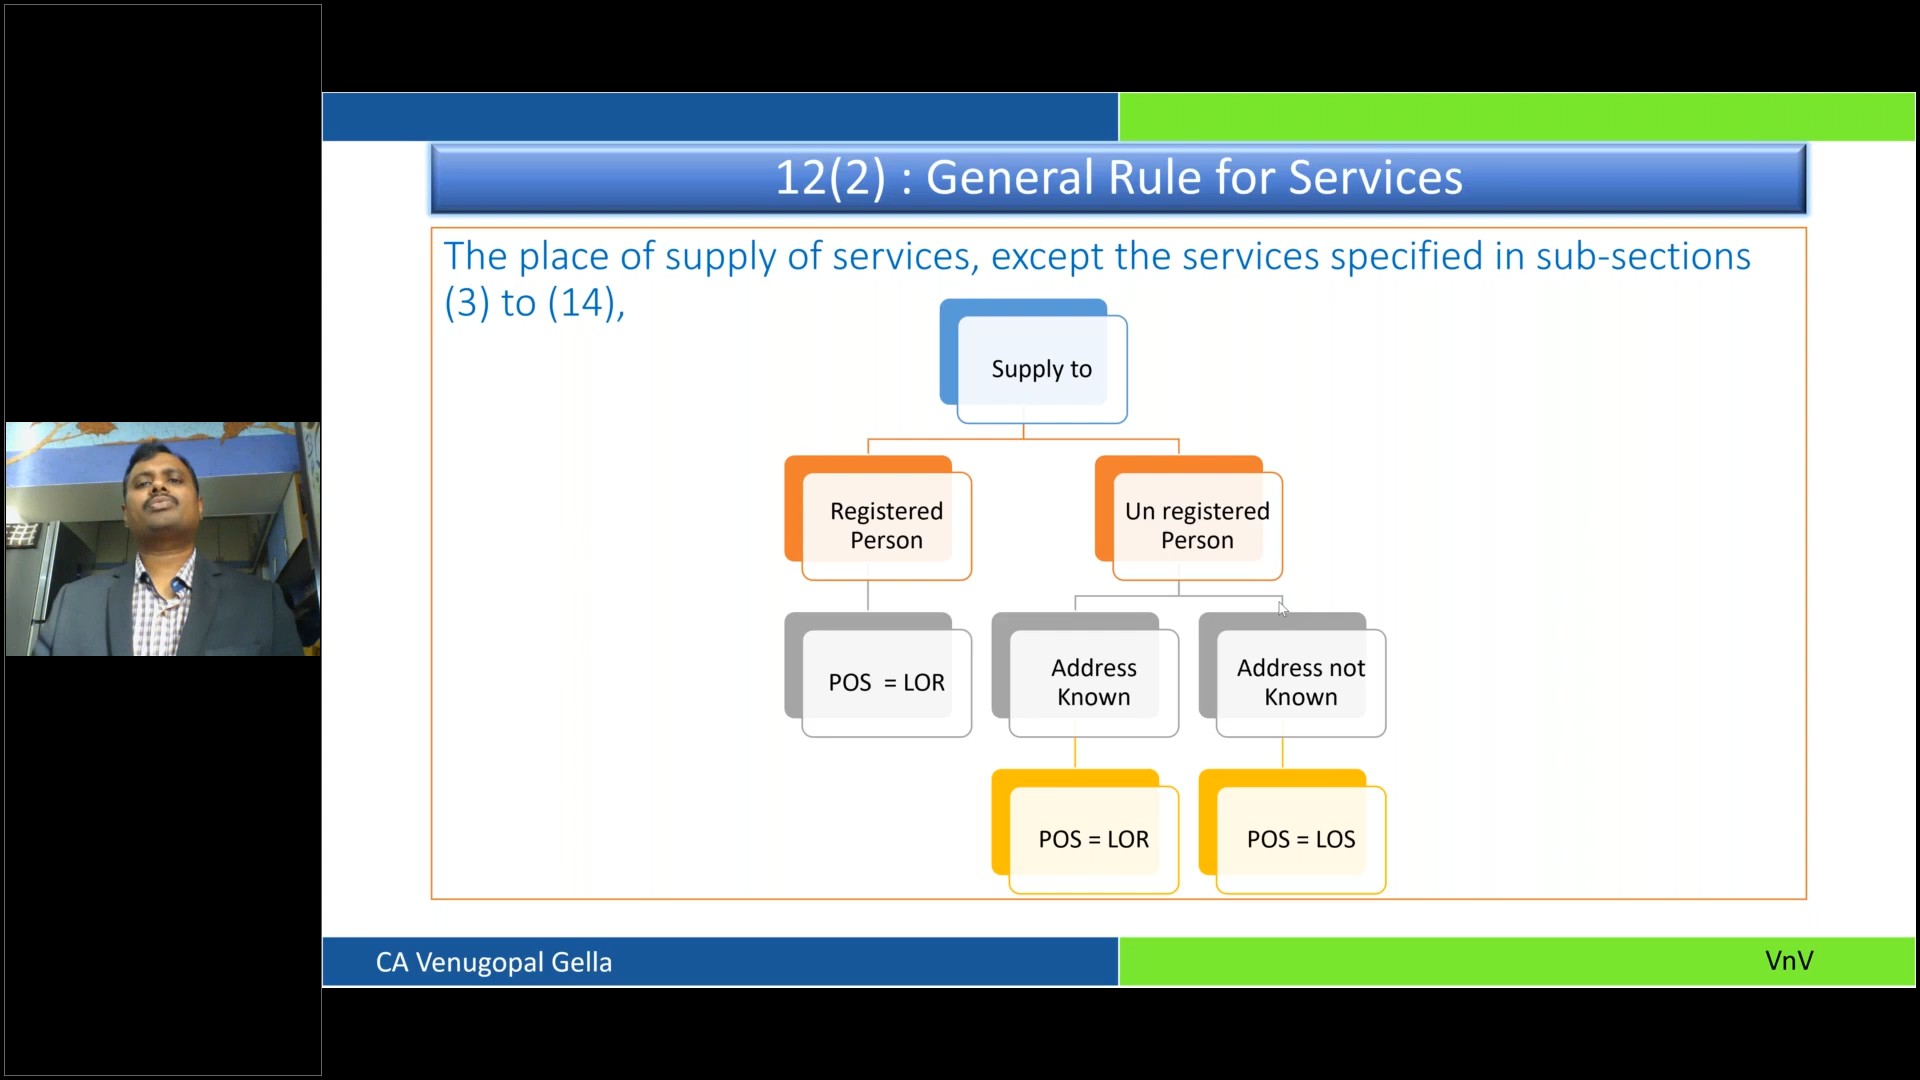 12(2) : General Rule for Services
The place of supply of services, except the services specified in sub-sections
(3) to (14),
Supply to
Registered
Person
Un registered
Person
POS = LOR
Address
Known
Address not
Known
POS = LOR
POS = LOS
CA Venugopal Gella
VnV